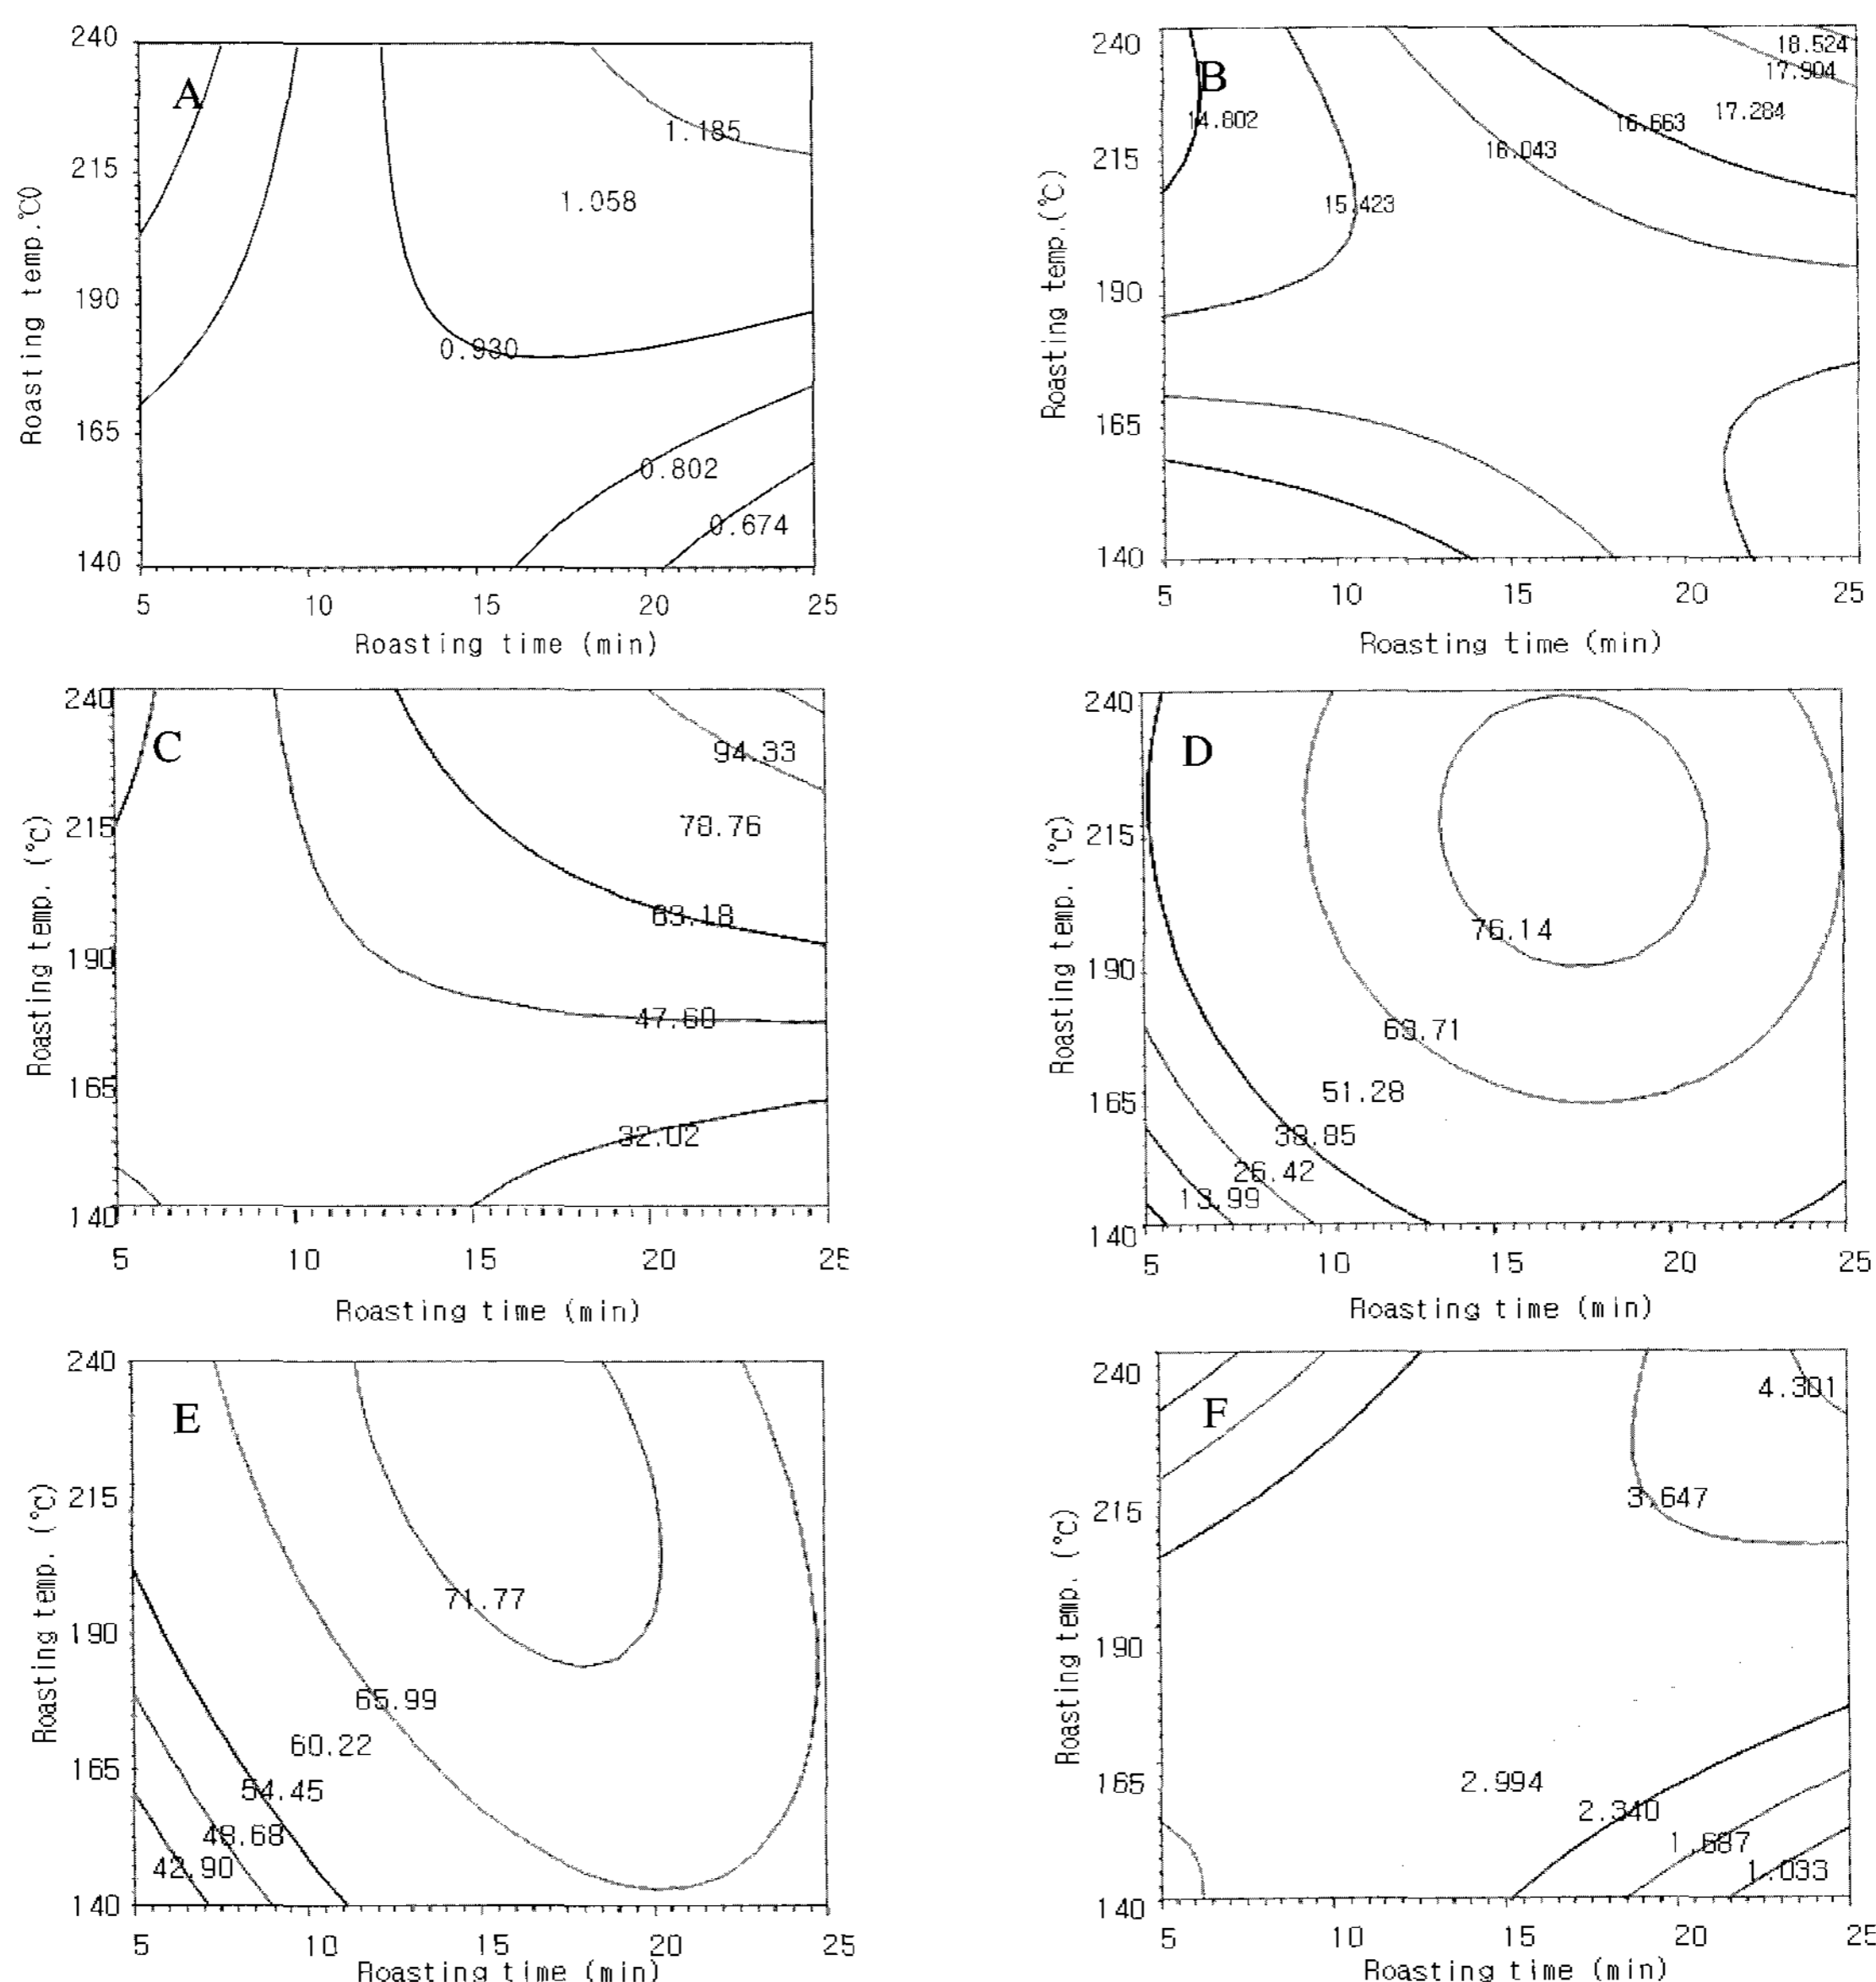 240
A
215
190
165
140
1.185
1.058
0.930
0.802
0.674
5 10 15 20 25
Roasting time (min)
Roasting temp.℃)
240
B
215
190
165
140
18.524
17.904
17.284
16.663
16.043
15.423
14.802
5 10 15 20 25
Roasting time (min)
Roasting temp.(℃)
240
C
215
190
165
140
94.33
78.76
63.18
47.60
32.02
5 10 15 20 25
Roasting time (min)
Roasting temp. (℃)
240
D
215
190
165
140
76.14
63.71
51.28
38.85
26.42
13.99
5 10 15 20 25
Roasting time (min)
Roasting temp. (℃)
240
E
215
190
165
140
71.77
65.99
60.22
54.45
48.68
42.90
5 10 15 20 25
Roasting time (min)
Roasting temp. (℃)
240
F
215
190
165
140
4.301
3.647
2.994
2.340
1.687
1.033
5 10 15 20 25
Roasting time (min)
Roasting temp. (℃)